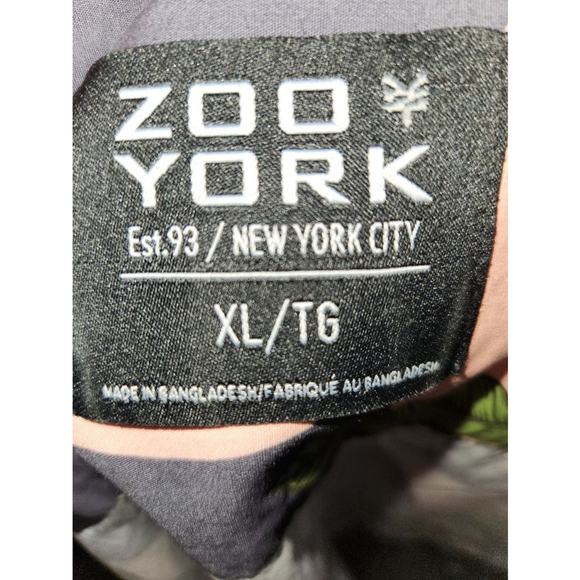 ZOO
YORK
Est.93 / NEW YORK CITY
XL/TG
MADE IN BANGLADESH/FABRIQUÉ AU BANGLADESH